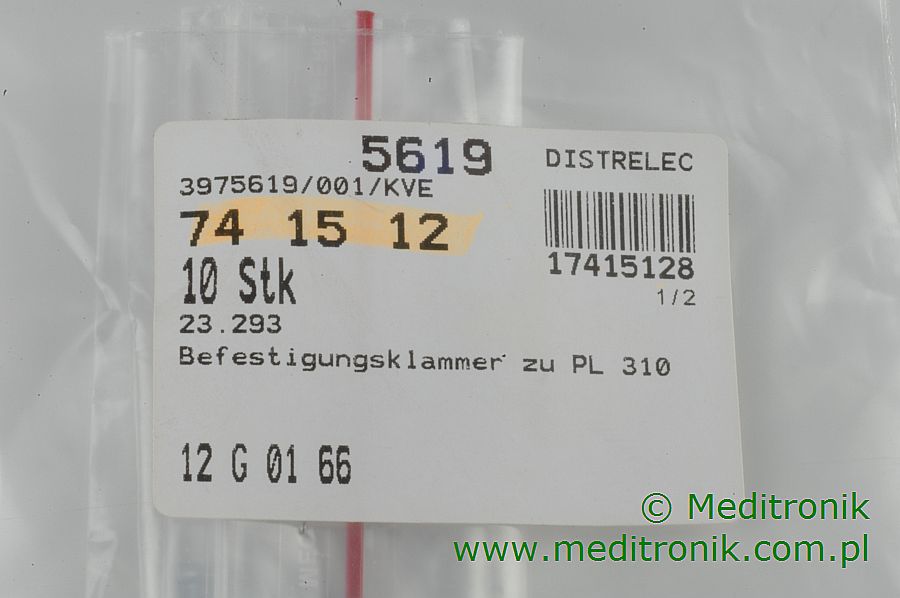 5619
DISTRELEC
3975619/001/KVE
74 15 12
17415128
10 Stk
1/2
23.293
Befestigungsklammer zu PL 310
12 G 01 66
© Meditronik
www.meditronik.com.pl